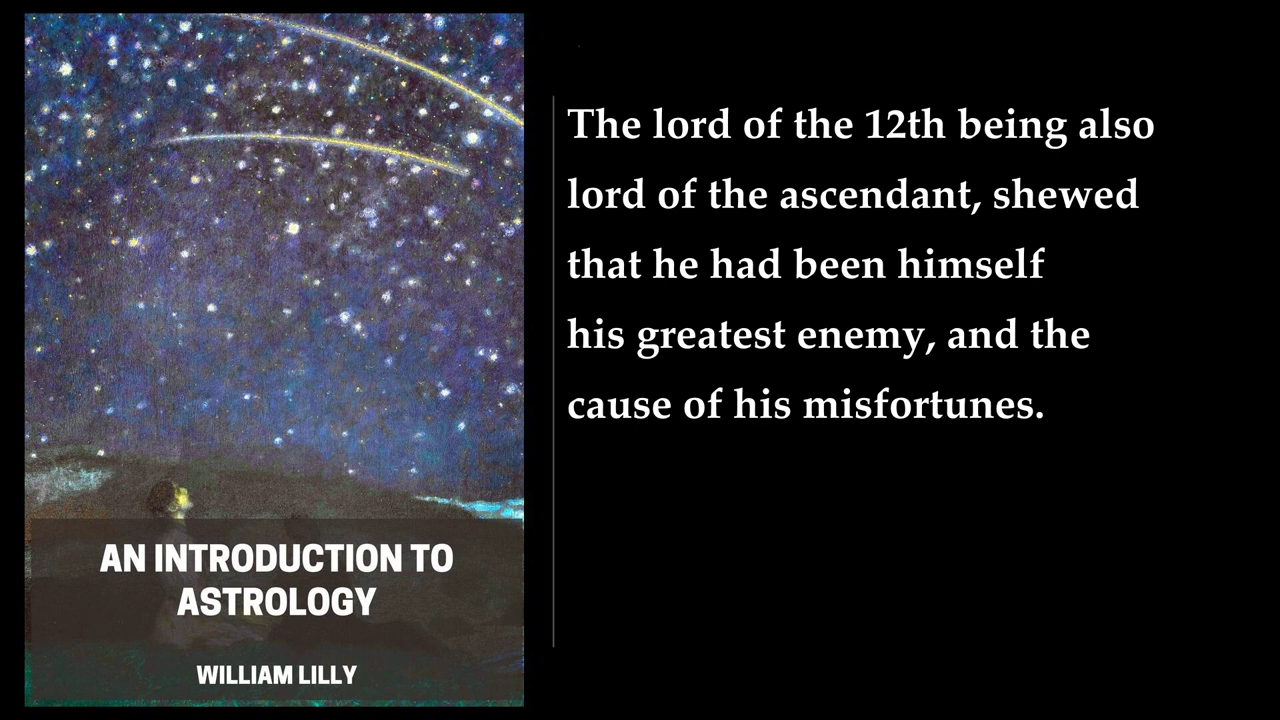 The lord of the 12th being also
lord of the ascendant, shewed
that he had been himself
his greatest enemy, and the
cause of his misfortunes.
AN INTRODUCTION TO
ASTROLOGY
WILLIAM LILLY